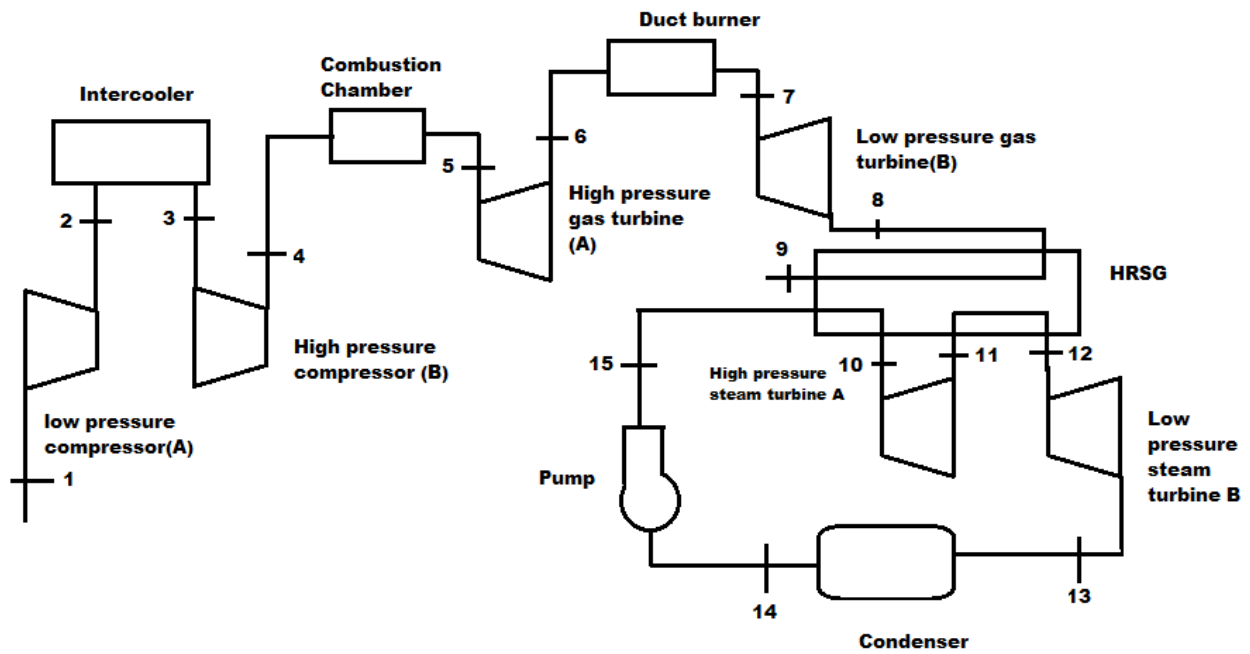 Duct burner
Combustion
Chamber
Intercooler
7
6
Low pressure gas
turbine(B)
5
2
3
High pressure
gas turbine
(A)
8
4
9
HRSG
High pressure
compressor (B)
15
10
11
12
High pressure
steam turbine A
low pressure
compressor(A)
Low
pressure
steam
turbine B
1
Pump
14
13
Condenser